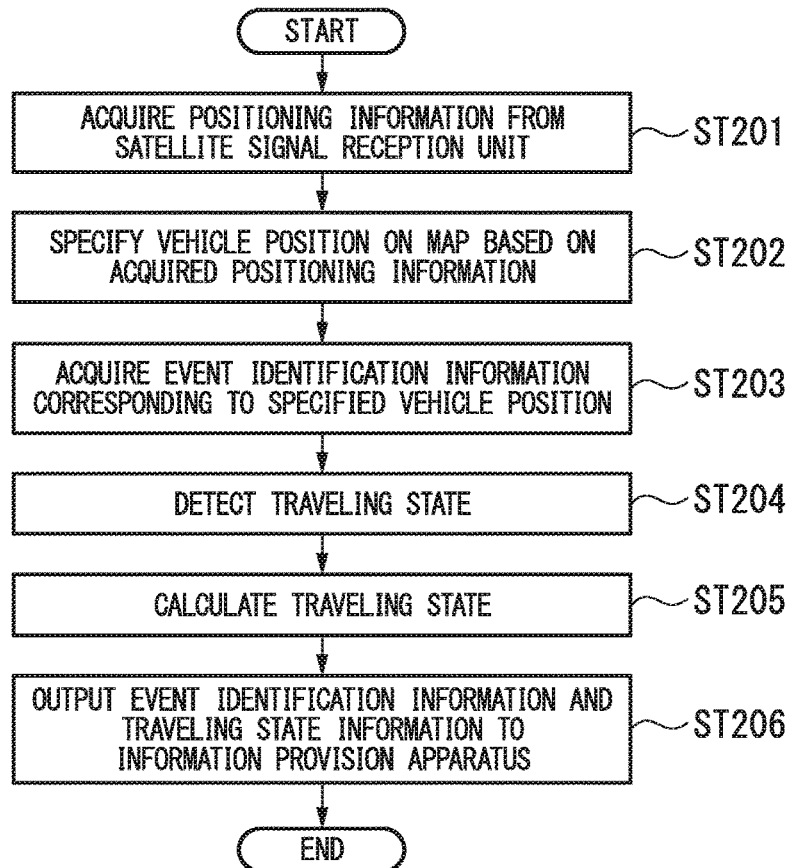 START
ACQUIRE POSITIONING INFORMATION FROM
SATELLITE SIGNAL RECEPTION UNIT
ST201
SPECIFY VEHICLE POSITION ON MAP BASED ON
ACQUIRED POSITIONING INFORMATION
ST202
ACQUIRE EVENT IDENTIFICATION INFORMATION
CORRESPONDING TO SPECIFIED VEHICLE POSITION
ST203
DETECT TRAVELING STATE
ST204
CALCULATE TRAVELING STATE
ST205
OUTPUT EVENT IDENTIFICATION INFORMATION AND
TRAVELING STATE INFORMATION TO
INFORMATION PROVISION APPARATUS
ST206
END